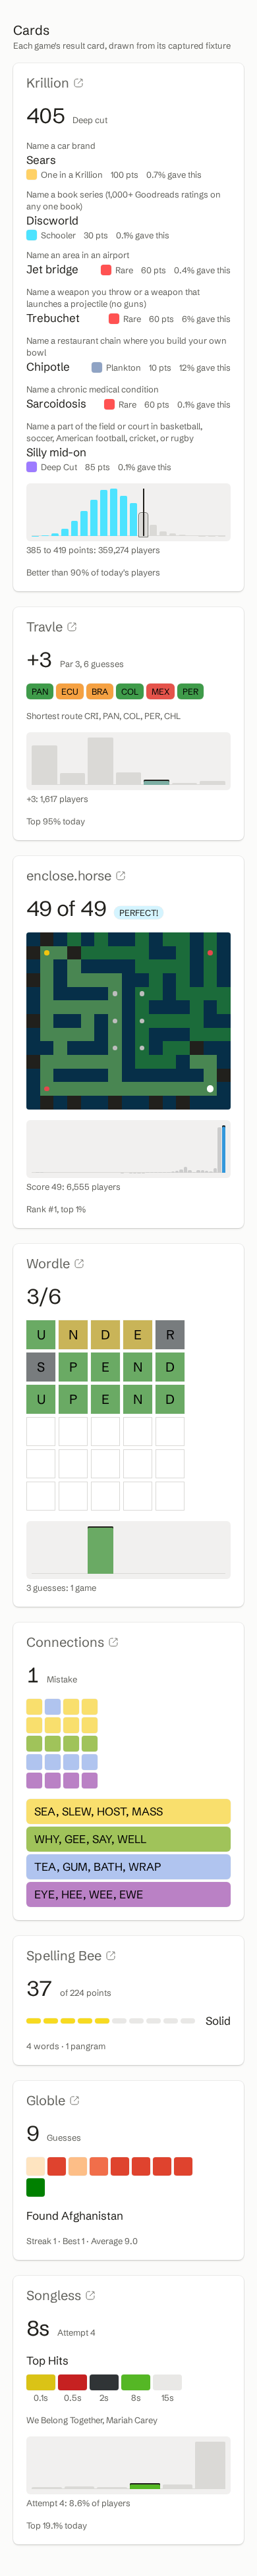 Cards
Each game's result card, drawn from its captured fixture
Krillion
405 Deep cut
Name a car brand
Sears
One in a Krillion 100 pts 0.7% gave this
Name a book series (1,000+ Goodreads ratings on
any one book)
Discworld
Schooler 30 pts 0.1% gave this
Name an area in an airport
Jet bridge Rare 60 pts 0.4% gave this
Name a weapon you throw or a weapon that
launches a projectile (no guns)
Trebuchet Rare 60 pts 6% gave this
Name a restaurant chain where you build your own
bowl
Chipotle Plankton 10 pts 12% gave this
Name a chronic medical condition
Sarcoidosis Rare 60 pts 0.1% gave this
Name a part of the field or court in basketball,
soccer, American football, cricket, or rugby
Silly mid-on
Deep Cut 85 pts 0.1% gave this
385 to 419 points: 359,274 players
Better than 90% of today's players
Travle
+3 Par 3, 6 guesses
PAN ECU BRA COL MEX PER
Shortest route CRI, PAN, COL, PER, CHL
+3: 1,617 players
Top 95% today
enclose.horse
49 of 49 PERFECT!
Score 49: 6,555 players
Rank #1, top 1%
Wordle
3/6
U N D E R
S P E N D
U P E N D
3 guesses: 1 game
Connections
1 Mistake
SEA, SLEW, HOST, MASS
WHY, GEE, SAY, WELL
TEA, GUM, BATH, WRAP
EYE, HEE, WEE, EWE
Spelling Bee
37 of 224 points
Solid
4 words · 1 pangram
Globle
9 Guesses
Found Afghanistan
Streak 1 · Best 1 · Average 9.0
Songless
8s Attempt 4
Top Hits
0.1s 0.5s 2s 8s 15s
We Belong Together, Mariah Carey
Attempt 4: 8.6% of players
Top 19.1% today